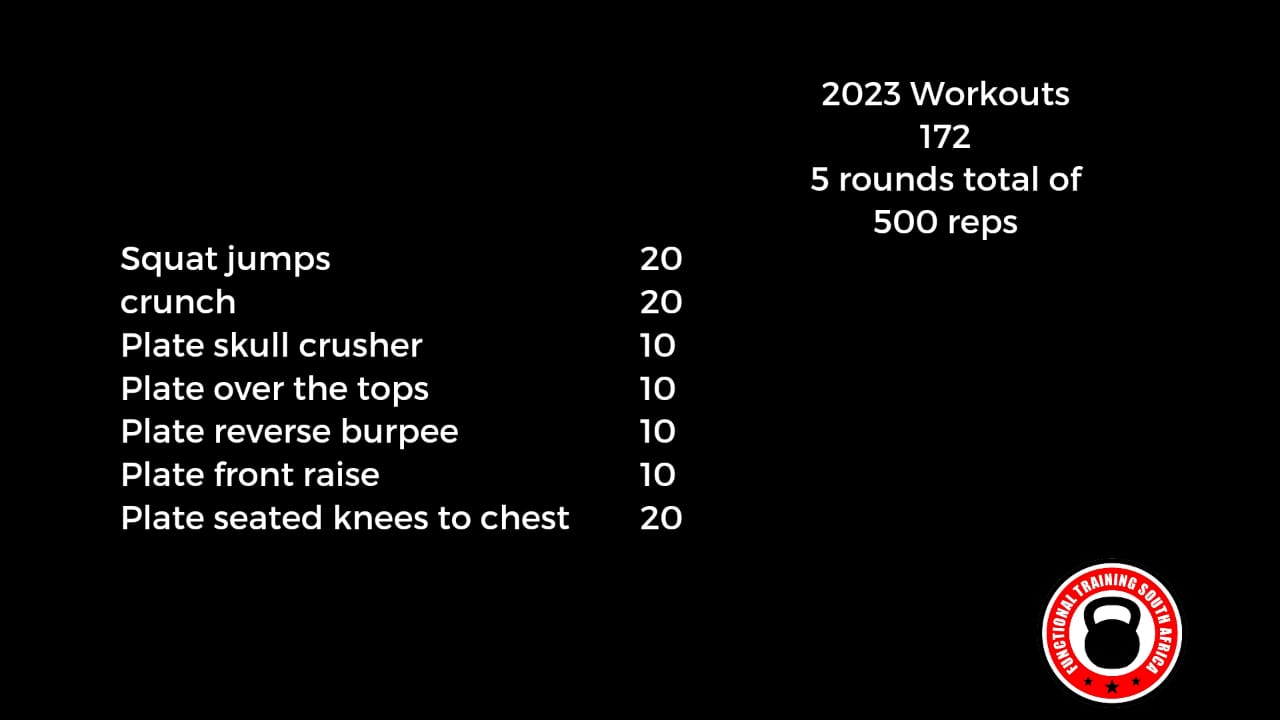 2023 Workouts
172
5 rounds total of
500 reps
Squat jumps 20
crunch 20
Plate skull crusher 10
Plate over the tops 10
Plate reverse burpee 10
Plate front raise 10
Plate seated knees to chest 20
FUNCTIONAL TRAINING SOUTH AFRICA